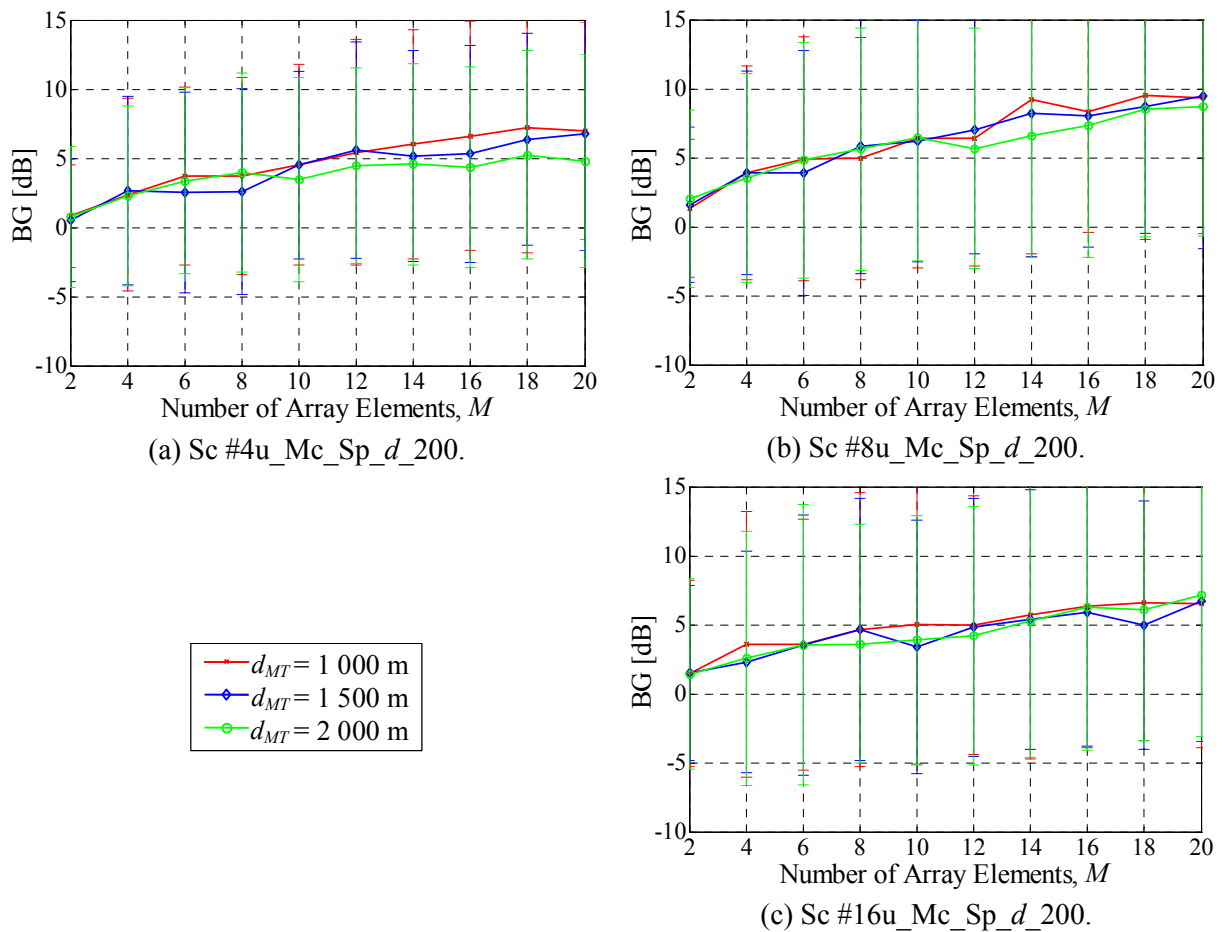 15
10
5
0
-5
-10
BG [dB]
2 4 6 8 10 12 14 16 18 20
Number of Array Elements, M
(a) Sc #4u_Mc_Sp_d_200.
15
10
5
0
-5
-10
BG [dB]
2 4 6 8 10 12 14 16 18 20
Number of Array Elements, M
(b) Sc #8u_Mc_Sp_d_200.
d_MT = 1 000 m
d_MT = 1 500 m
d_MT = 2 000 m
15
10
5
0
-5
-10
BG [dB]
2 4 6 8 10 12 14 16 18 20
Number of Array Elements, M
(c) Sc #16u_Mc_Sp_d_200.